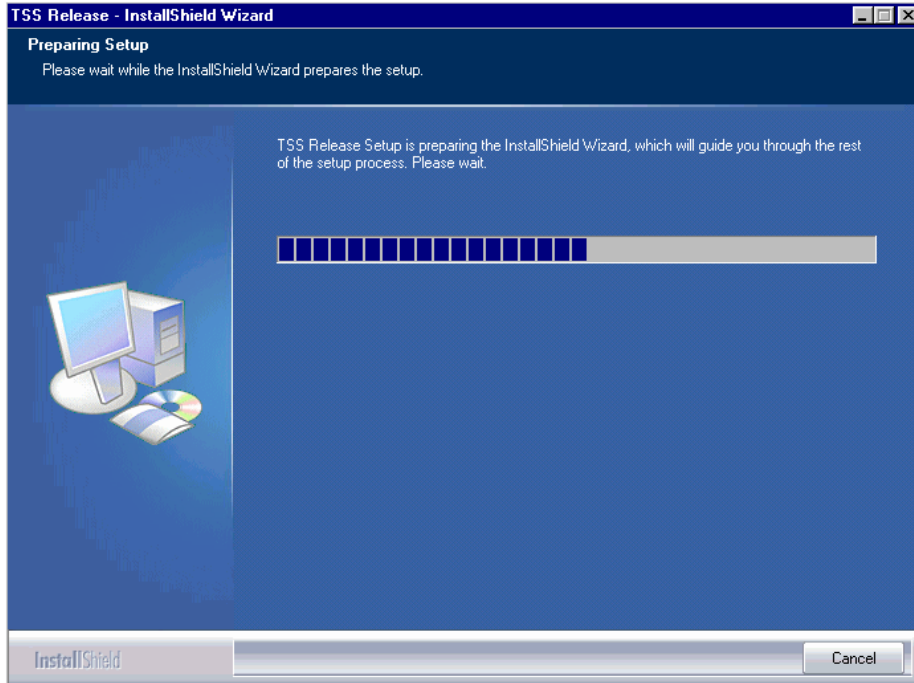 TSS Release - InstallShield Wizard
Preparing Setup
Please wait while the InstallShield Wizard prepares the setup.
TSS Release Setup is preparing the InstallShield Wizard, which will guide you through the rest
of the setup process. Please wait.
InstallShield
Cancel